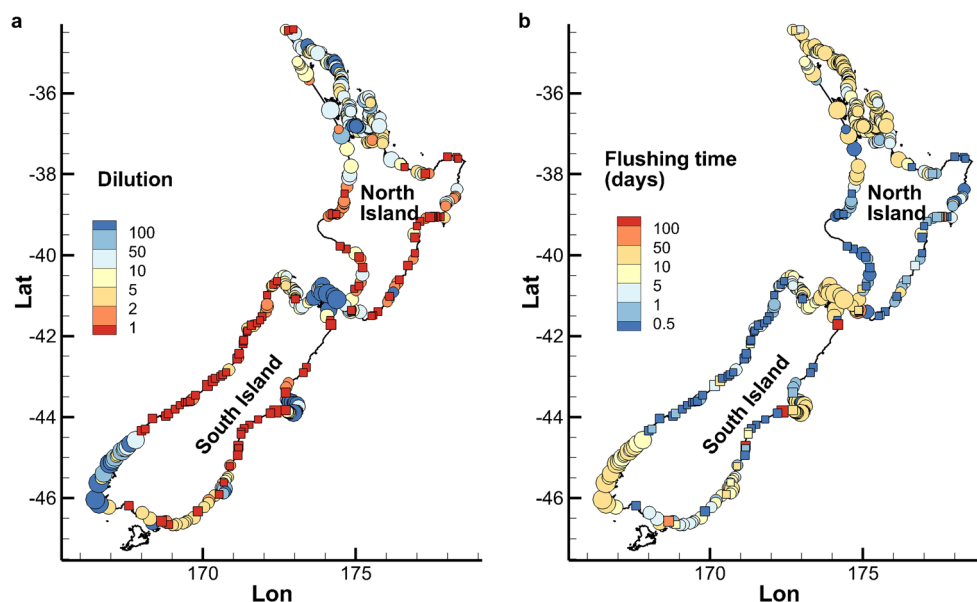 a
Dilution
100
50
10
5
2
1
North
Island
South Island
-36
-38
-40
-42
-44
-46
Lat
170
175
Lon
b
Flushing time
(days)
100
50
10
5
1
0.5
North
Island
South Island
-36
-38
-40
-42
-44
-46
Lat
170
175
Lon